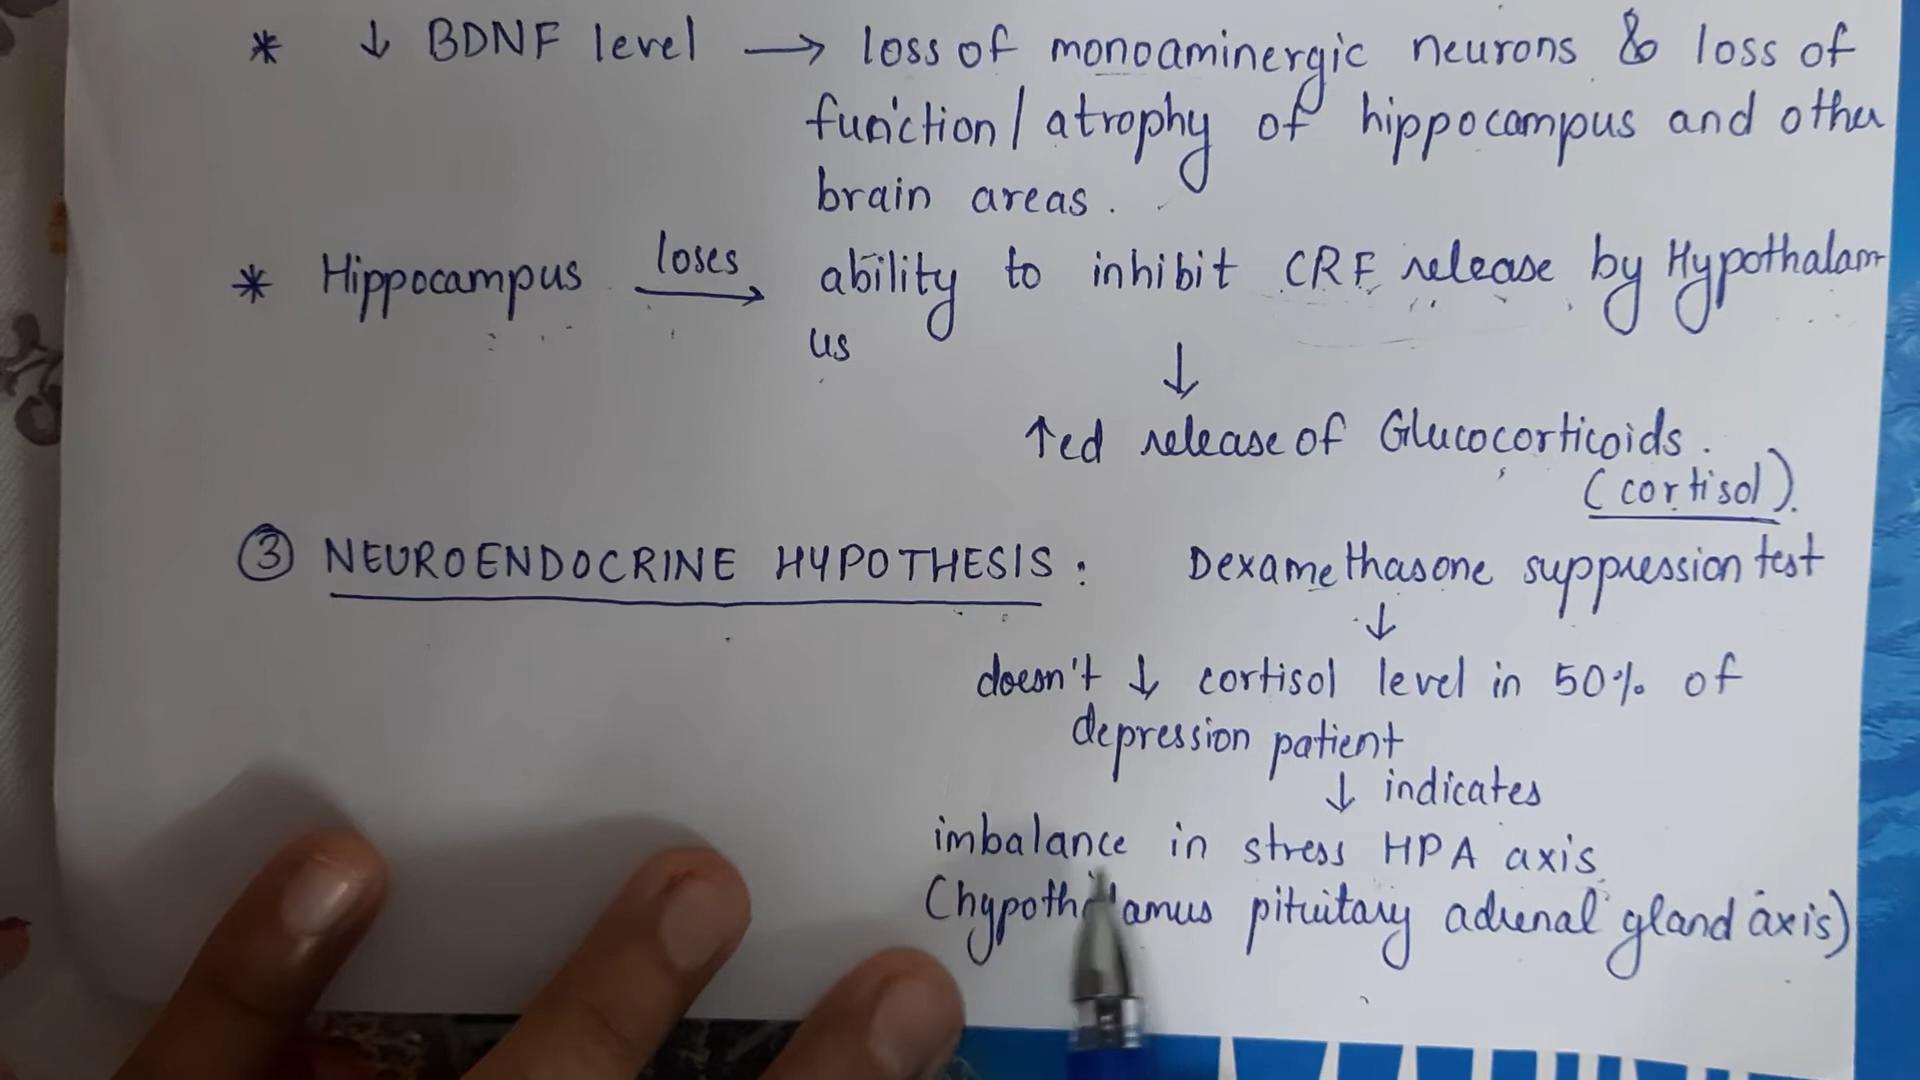 * ↓ BDNF level → loss of monoaminergic neurons & loss of
function/atrophy of hippocampus and other
brain areas.
* Hippocampus loses → ability to inhibit CRF release by Hypothalam
us
↓
↑ed release of Glucocorticoids.
(cortisol).
③ NEUROENDOCRINE HYPOTHESIS: Dexamethasone suppression test
↓
doesn't ↓ cortisol level in 50% of
depression patient
↓ indicates
imbalance in stress HPA axis
(hypothalamus pituitary adrenal gland axis)